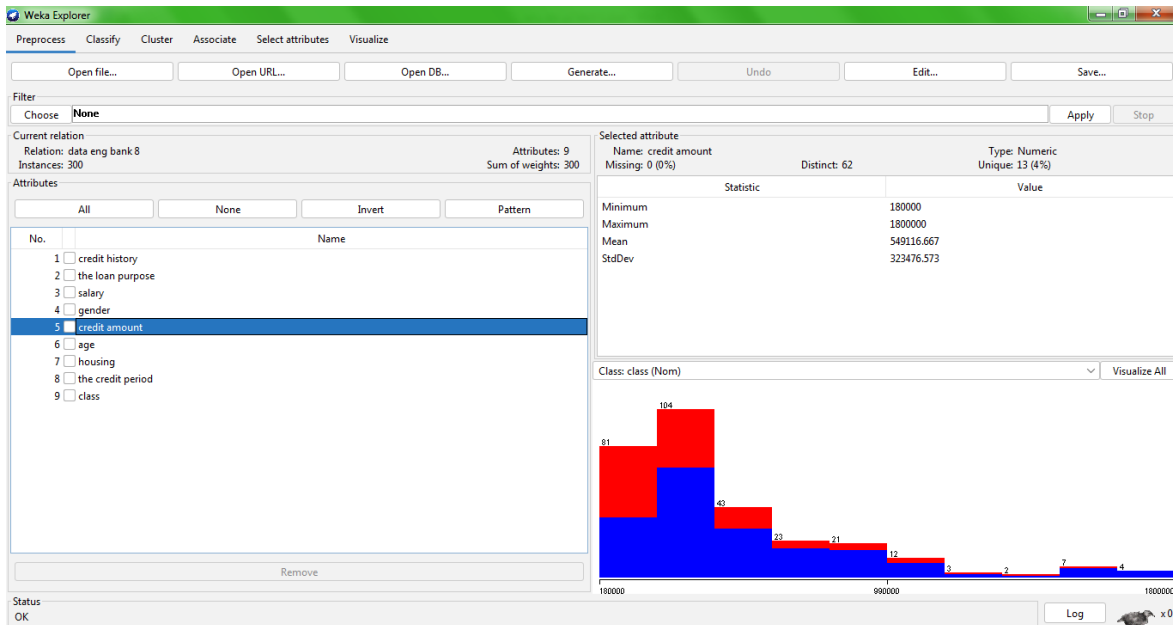 Weka Explorer
Preprocess Classify Cluster Associate Select attributes Visualize
Open file... Open URL... Open DB... Generate... Undo Edit... Save...
Filter
Choose None Apply Stop
Current relation
Relation: data eng bank 8 Attributes: 9
Instances: 300 Sum of weights: 300
Attributes
All None Invert Pattern
No. Name
1 credit history
2 the loan purpose
3 salary
4 gender
5 credit amount
6 age
7 housing
8 the credit period
9 class
Remove
Selected attribute
Name: credit amount Type: Numeric
Missing: 0 (0%) Distinct: 62 Unique: 13 (4%)
Statistic Value
Minimum 180000
Maximum 1800000
Mean 549116.667
StdDev 323476.573
Class: class (Nom) Visualize All
81 104 43 23 21 12 3 2 7 4
180000 990000 1800000
Status
OK Log x 0